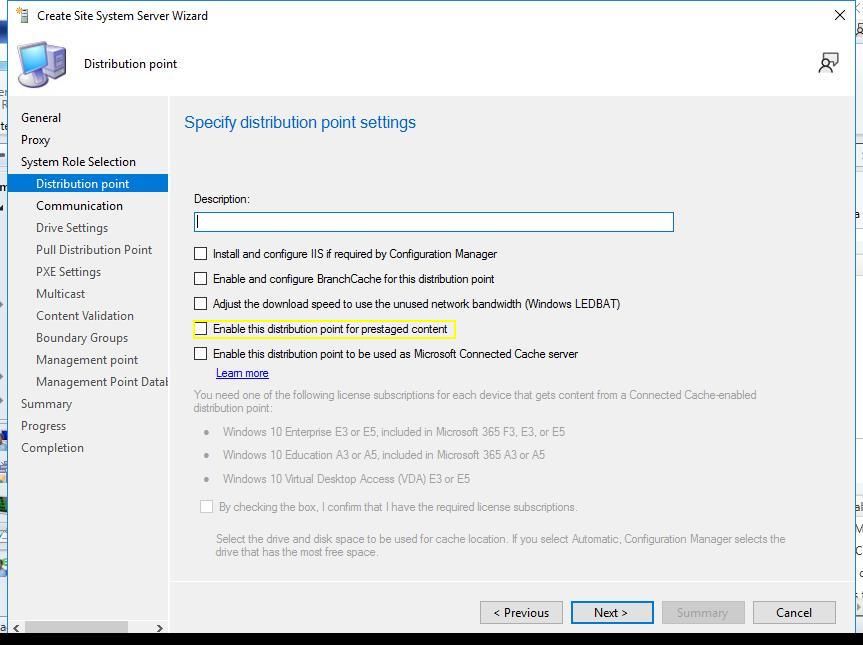 Create Site System Server Wizard
Distribution point
General
Proxy
System Role Selection
Distribution point
Communication
Drive Settings
Pull Distribution Point
PXE Settings
Multicast
Content Validation
Boundary Groups
Management point
Management Point Datab
Summary
Progress
Completion
Specify distribution point settings
Description:
Install and configure IIS if required by Configuration Manager
Enable and configure BranchCache for this distribution point
Adjust the download speed to use the unused network bandwidth (Windows LEDBAT)
Enable this distribution point for prestaged content
Enable this distribution point to be used as Microsoft Connected Cache server
Learn more
You need one of the following license subscriptions for each device that gets content from a Connected Cache-enabled
distribution point:
• Windows 10 Enterprise E3 or E5, included in Microsoft 365 F3, E3, or E5
• Windows 10 Education A3 or A5, included in Microsoft 365 A3 or A5
• Windows 10 Virtual Desktop Access (VDA) E3 or E5
By checking the box, I confirm that I have the required license subscriptions.
Select the drive and disk space to be used for cache location. If you select Automatic, Configuration Manager selects the
drive that has the most free space.
< Previous
Next >
Summary
Cancel